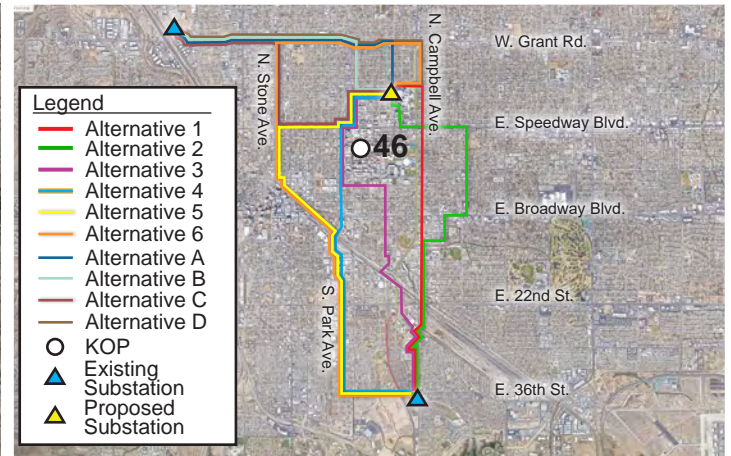 Legend
Alternative 1
Alternative 2
Alternative 3
Alternative 4
Alternative 5
Alternative 6
Alternative A
Alternative B
Alternative C
Alternative D
KOP
Existing
Substation
Proposed
Substation
N. Stone Ave.
S. Park Ave.
46
N. Campbell Ave.
W. Grant Rd.
E. Speedway Blvd.
E. Broadway Blvd.
E. 22nd St.
E. 36th St.